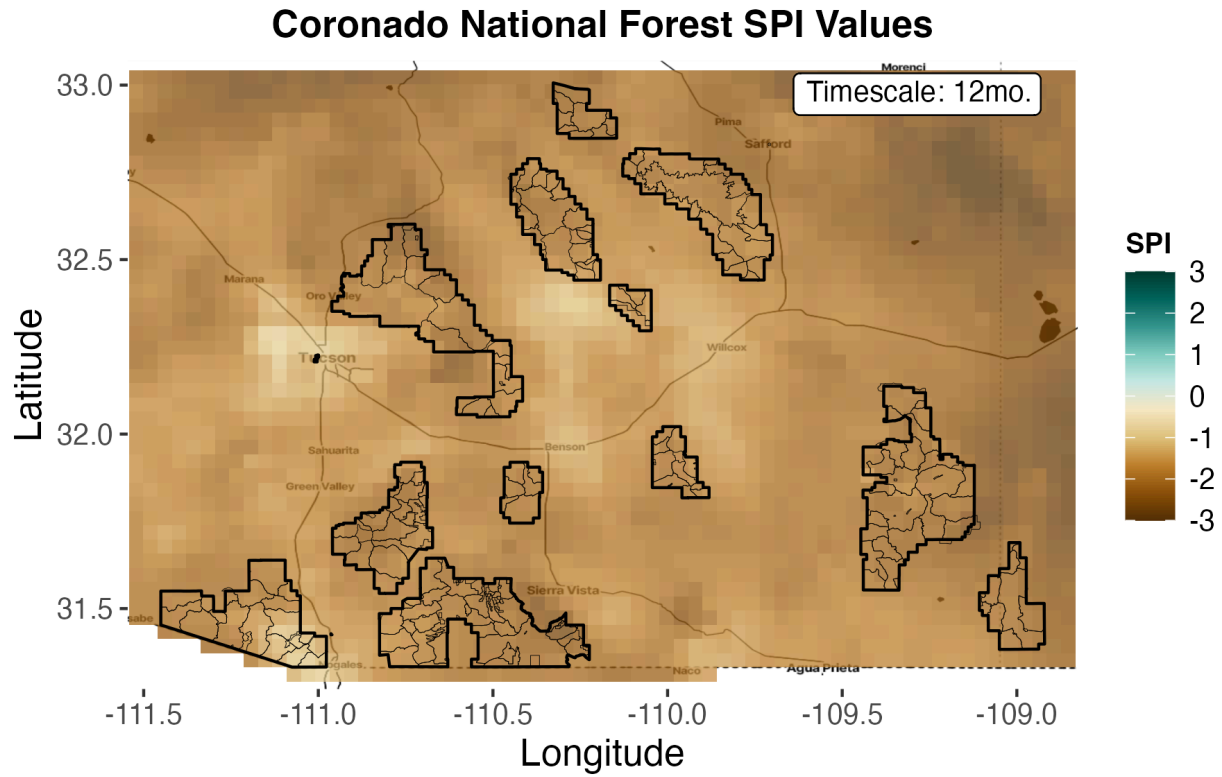 Coronado National Forest SPI Values
Timescale: 12mo.
Morenci
Pima
Safford
Marana
Oro Valley
Tucson
Willcox
Benson
Sahuarita
Green Valley
Sierra Vista
sabe
Nogales
Naco
Agua Prieta
Latitude
33.0
32.5
32.0
31.5
-111.5
-111.0
-110.5
-110.0
-109.5
-109.0
Longitude
SPI
3
2
1
0
-1
-2
-3